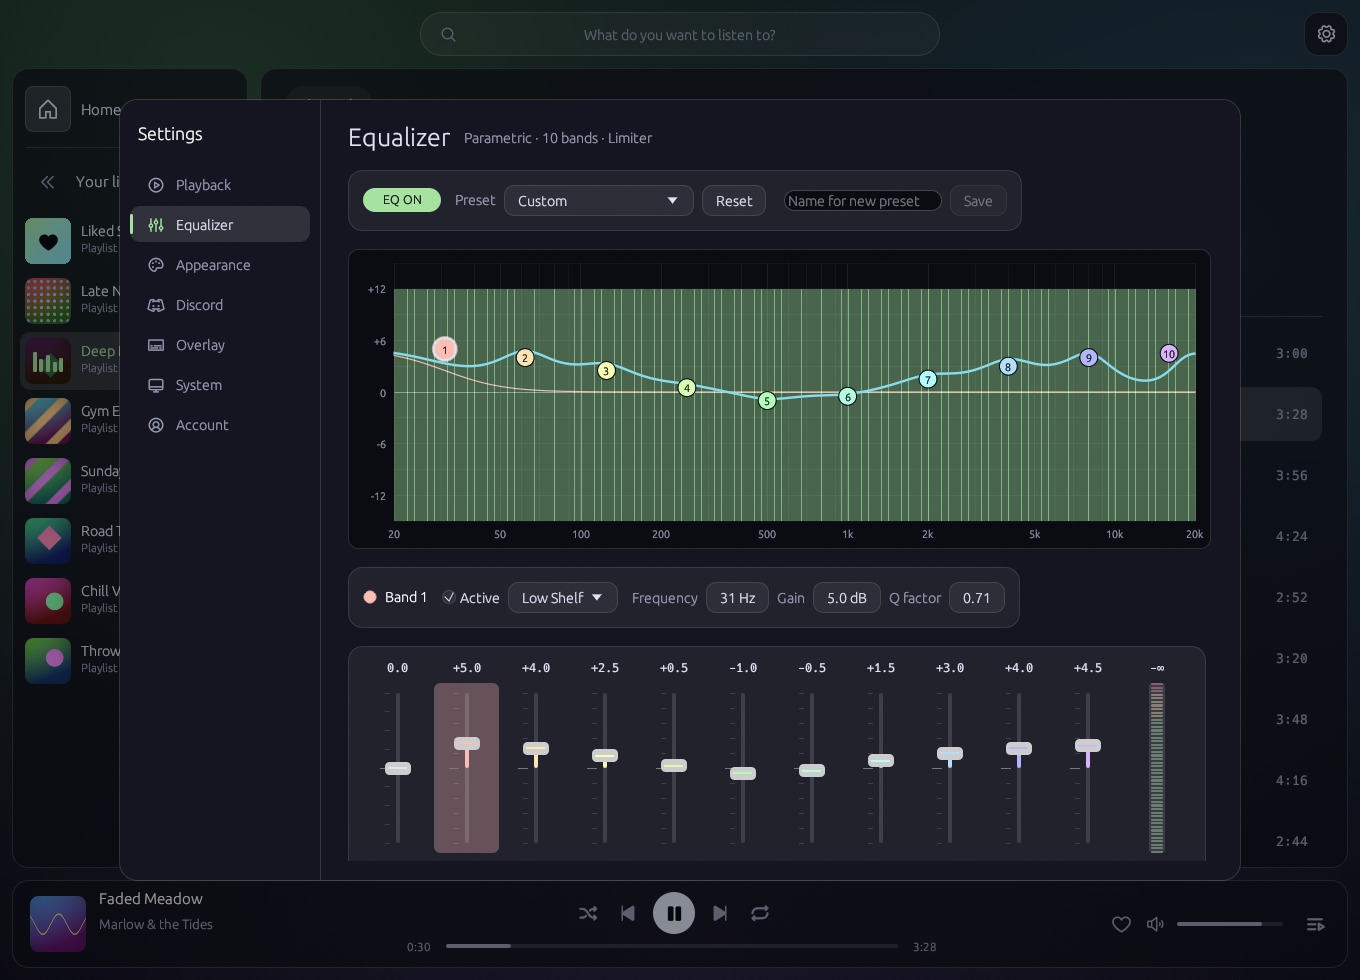 What do you want to listen to?
Home
Your li
Liked S
Playlist
Late N
Playlist
Deep
Playlist
Gym E
Playlist
Sunday
Playlist
Road T
Playlist
Chill V
Playlist
Throw
Playlist
Settings
Playback
Equalizer
Appearance
Discord
Overlay
System
Account
Equalizer Parametric · 10 bands · Limiter
EQ ON Preset Custom Reset Name for new preset Save
+12
+6
0
-6
-12
1 2 3 4 5 6 7 8 9 10
20 50 100 200 500 1k 2k 5k 10k 20k
Band 1 Active Low Shelf Frequency 31 Hz Gain 5.0 dB Q factor 0.71
0.0 +5.0 +4.0 +2.5 +0.5 -1.0 -0.5 +1.5 +3.0 +4.0 +4.5 -∞
3:00
3:28
3:56
4:24
2:52
3:20
3:48
4:16
2:44
Faded Meadow
Marlow & the Tides
0:30 3:28